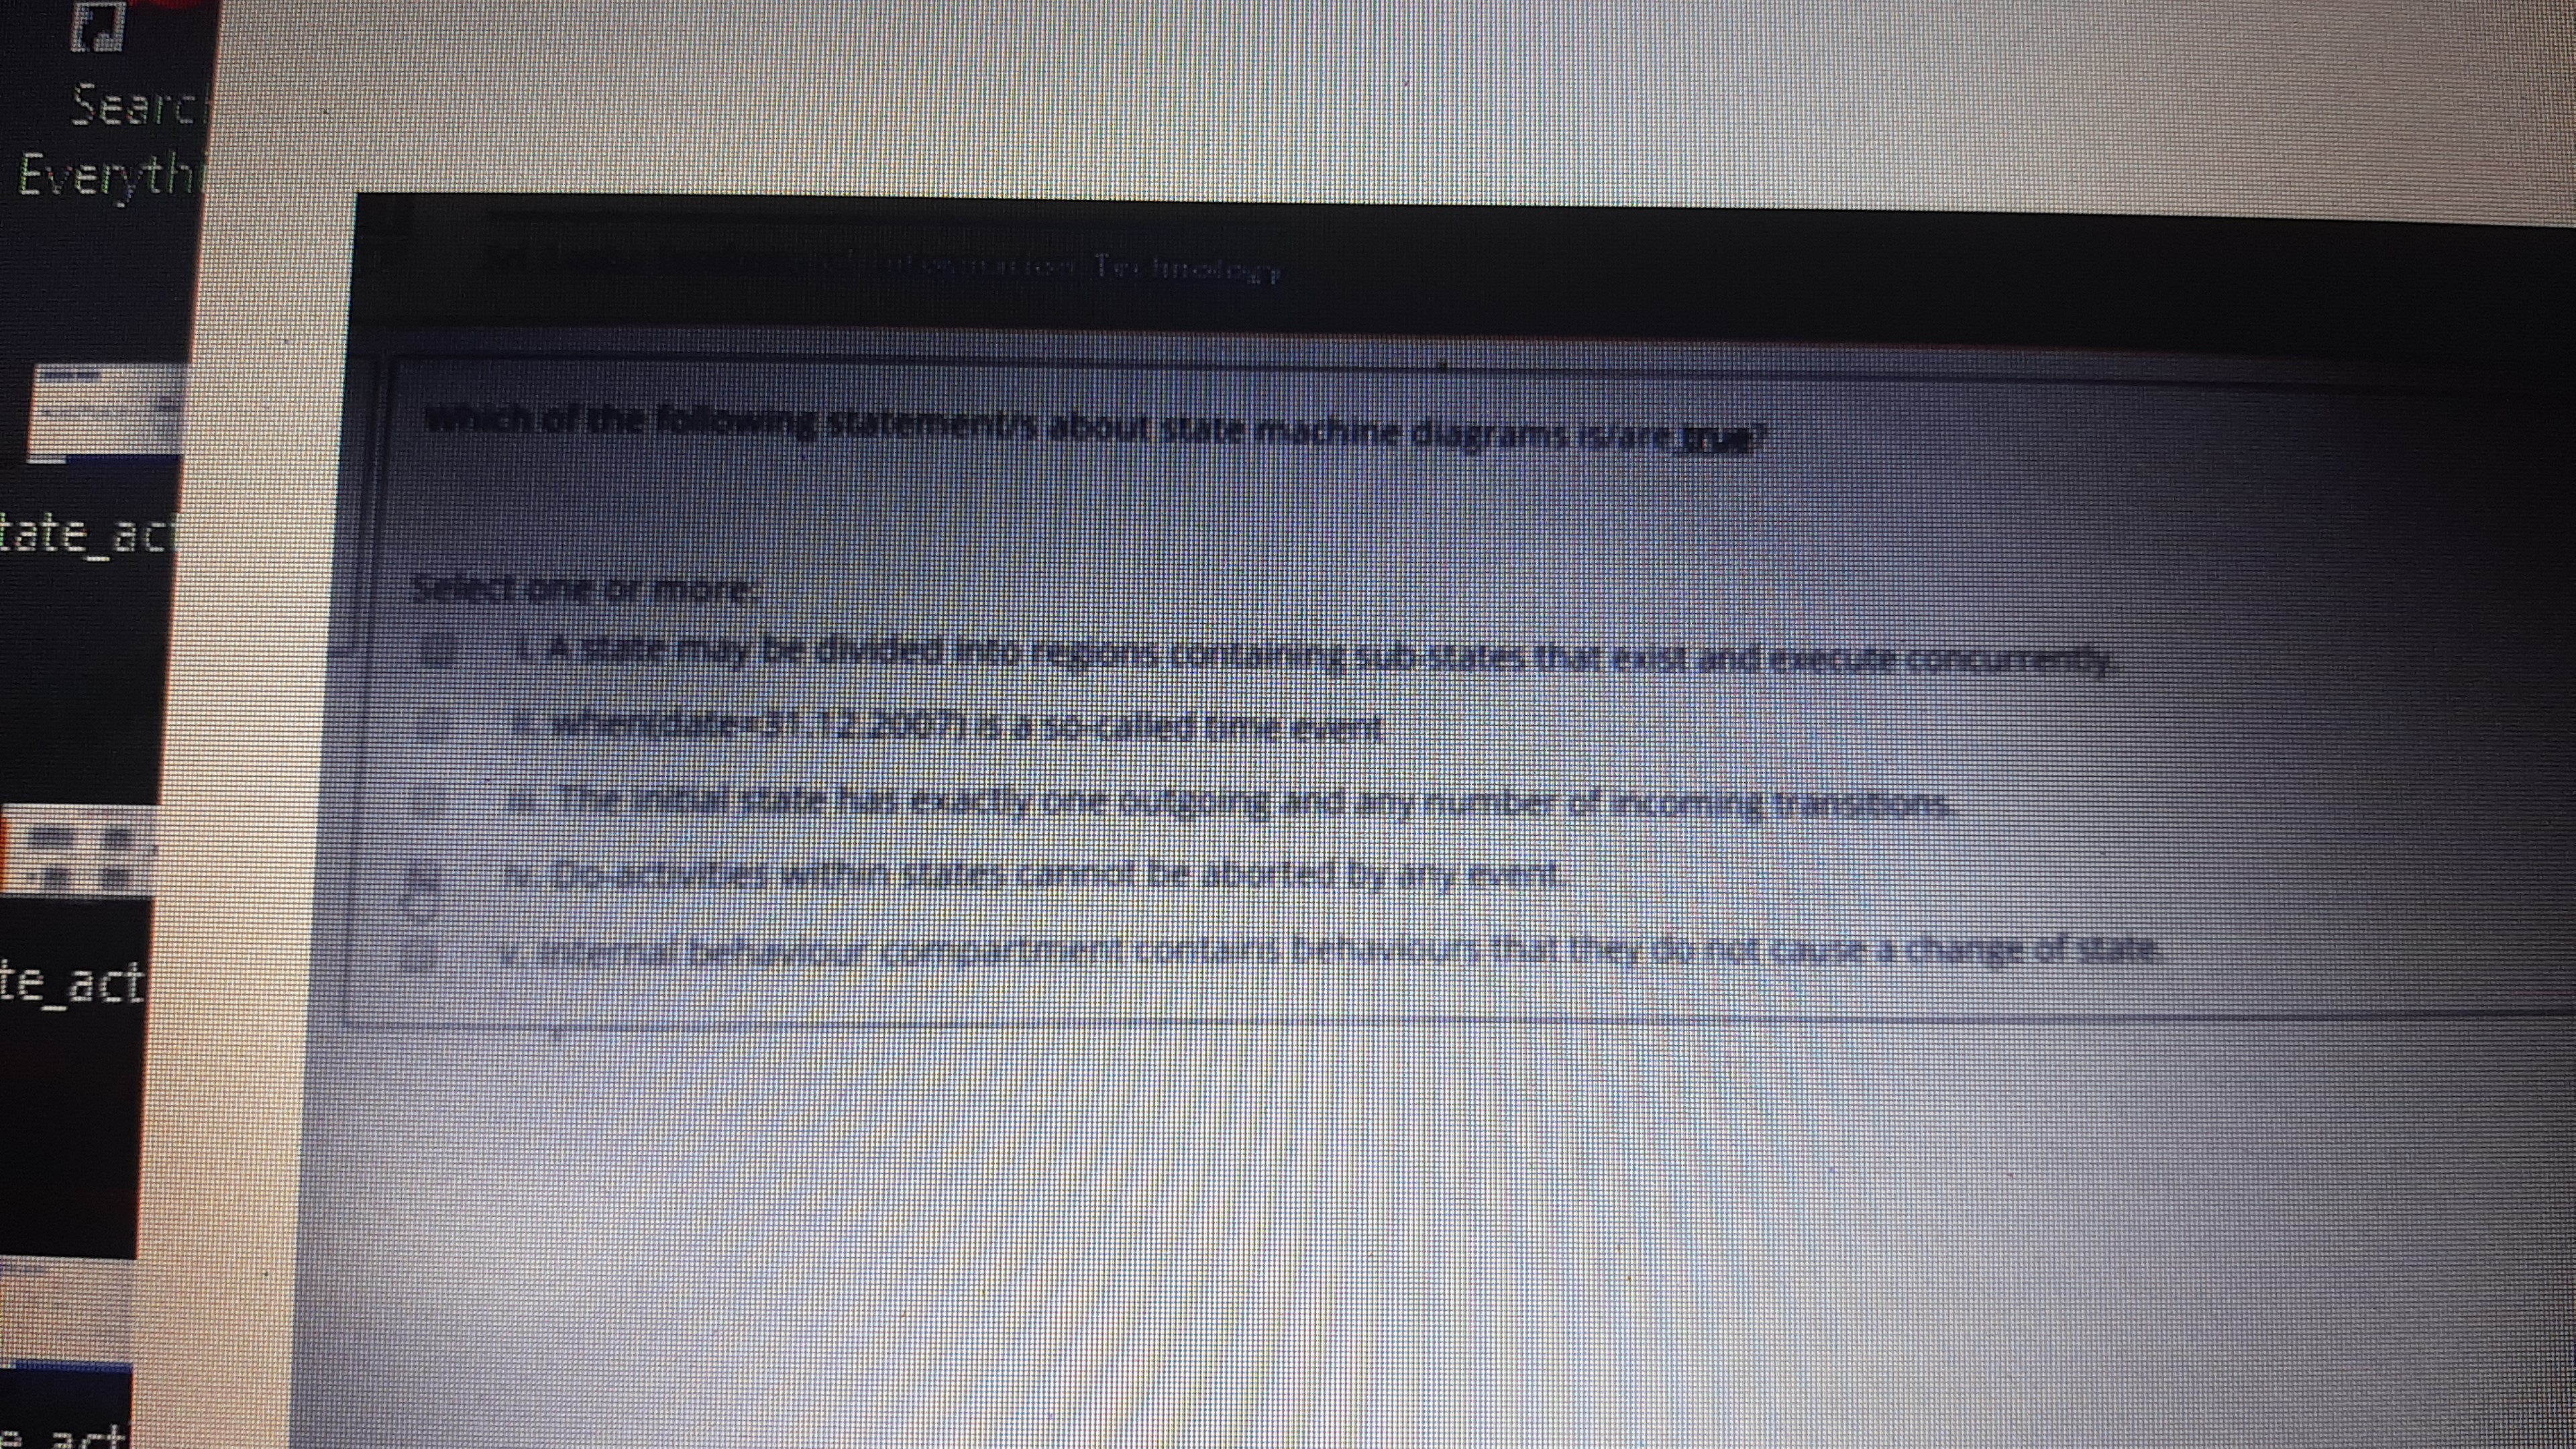 Searc
Everythi
Information Technology
Which of the following statement/s about state machine diagrams is/are true?
tate_act
Select one or more:
i. A state may be divided into regions containing sub-states that exist and execute concurrently.
ii. when(date=31.12.2007) is a so-called time event
iii. The initial state has exactly one outgoing and any number of incoming transitions.
iv. Do-activities within states cannot be aborted by any event.
v. Internal behaviour compartment contains behaviours that they do not cause a change of state.
te_act
e_act